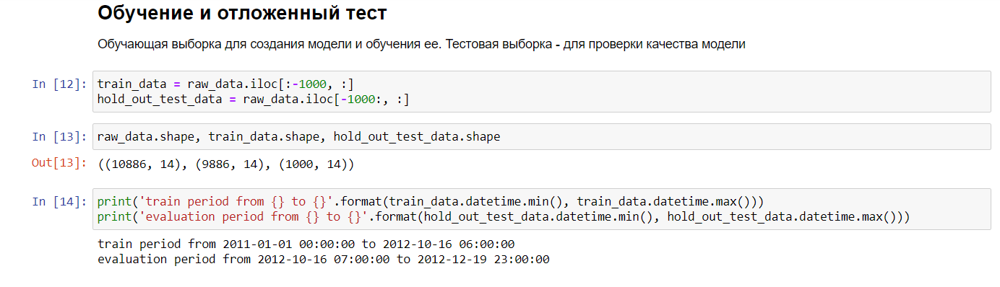 Обучение и отложенный тест
Обучающая выборка для создания модели и обучения ее. Тестовая выборка - для проверки качества модели
In [12]: train_data = raw_data.iloc[:-1000, :]
hold_out_test_data = raw_data.iloc[-1000:, :]
In [13]: raw_data.shape, train_data.shape, hold_out_test_data.shape
Out[13]: ((10886, 14), (9886, 14), (1000, 14))
In [14]: print('train period from {} to {}'.format(train_data.datetime.min(), train_data.datetime.max()))
print('evaluation period from {} to {}'.format(hold_out_test_data.datetime.min(), hold_out_test_data.datetime.max()))
train period from 2011-01-01 00:00:00 to 2012-10-16 06:00:00
evaluation period from 2012-10-16 07:00:00 to 2012-12-19 23:00:00